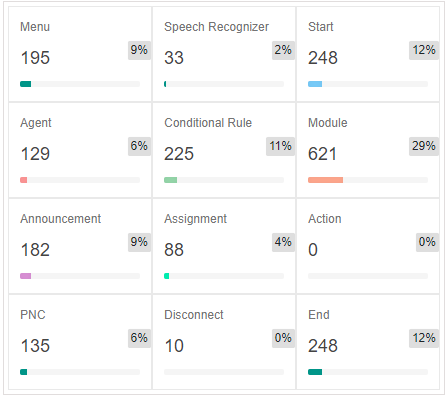 Menu
9%
195
Speech Recognizer
2%
33
Start
12%
248
Agent
6%
129
Conditional Rule
11%
225
Module
29%
621
Announcement
9%
182
Assignment
4%
88
Action
0%
0
PNC
6%
135
Disconnect
0%
10
End
12%
248